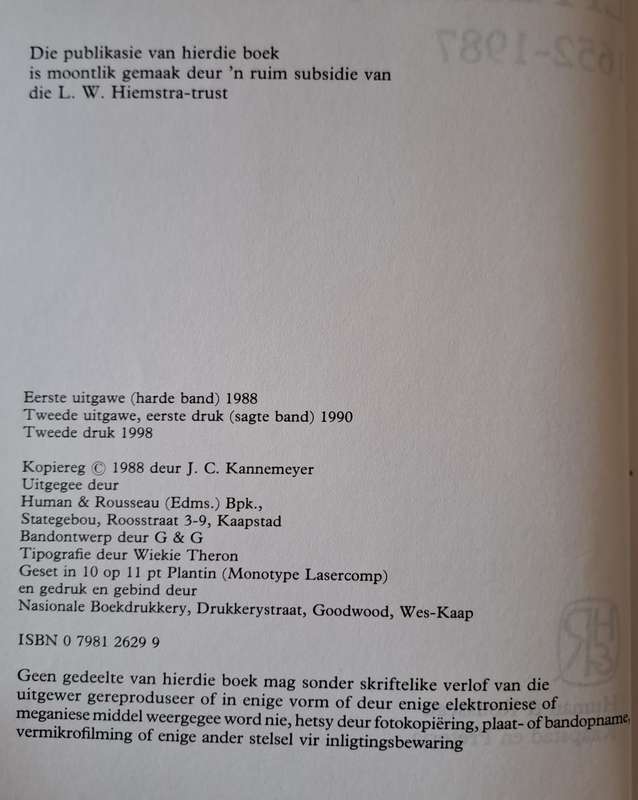 Die publikasie van hierdie boek
is moontlik gemaak deur 'n ruim subsidie van
die L. W. Hiemstra-trust
Eerste uitgawe (harde band) 1988
Tweede uitgawe, eerste druk (sagte band) 1990
Tweede druk 1998
Kopiereg © 1988 deur J. C. Kannemeyer
Uitgegee deur
Human & Rousseau (Edms.) Bpk.,
Stategebou, Roosstraat 3-9, Kaapstad
Bandontwerp deur G & G
Tipografie deur Wiekie Theron
Geset in 10 op 11 pt Plantin (Monotype Lasercomp)
en gedruk en gebind deur
Nasionale Boekdrukkery, Drukkerystraat, Goodwood, Wes-Kaap
ISBN 0 7981 2629 9
Geen gedeelte van hierdie boek mag sonder skriftelike verlof van die
uitgewer gereproduseer of in enige vorm of deur enige elektroniese of
meganiese middel weergegee word nie, hetsy deur fotokopiëring, plaat- of bandopname,
vermikrofilming of enige ander stelsel vir inligtingsbewaring